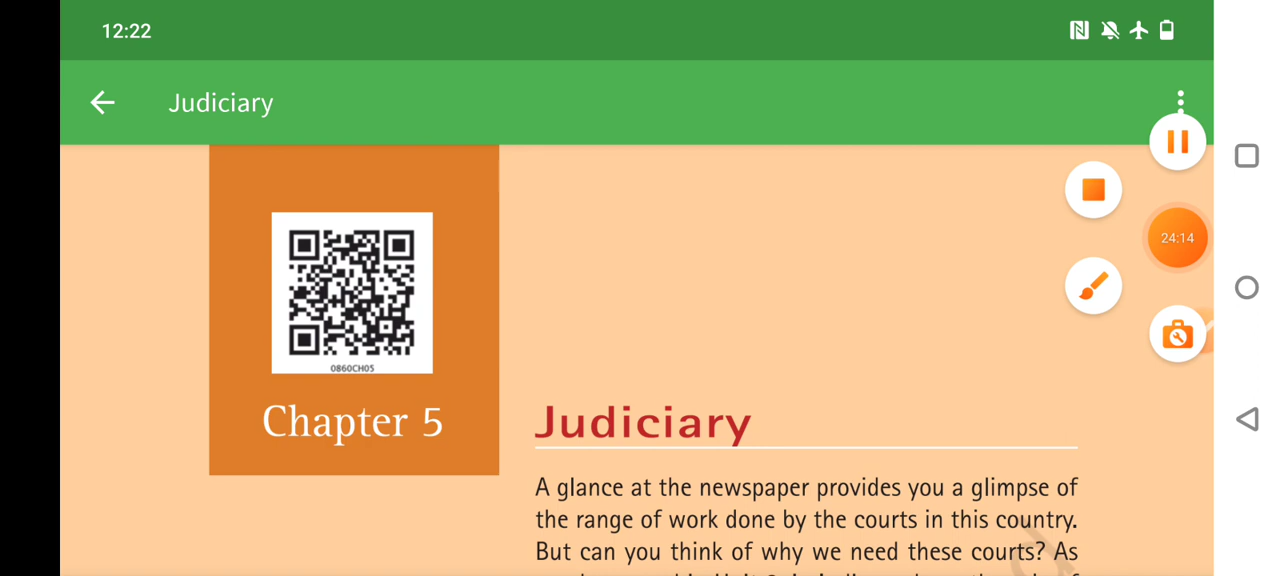 12:22
Judiciary
24:14
0860CH05
Chapter 5
Judiciary
A glance at the newspaper provides you a glimpse of
the range of work done by the courts in this country.
But can you think of why we need these courts? As